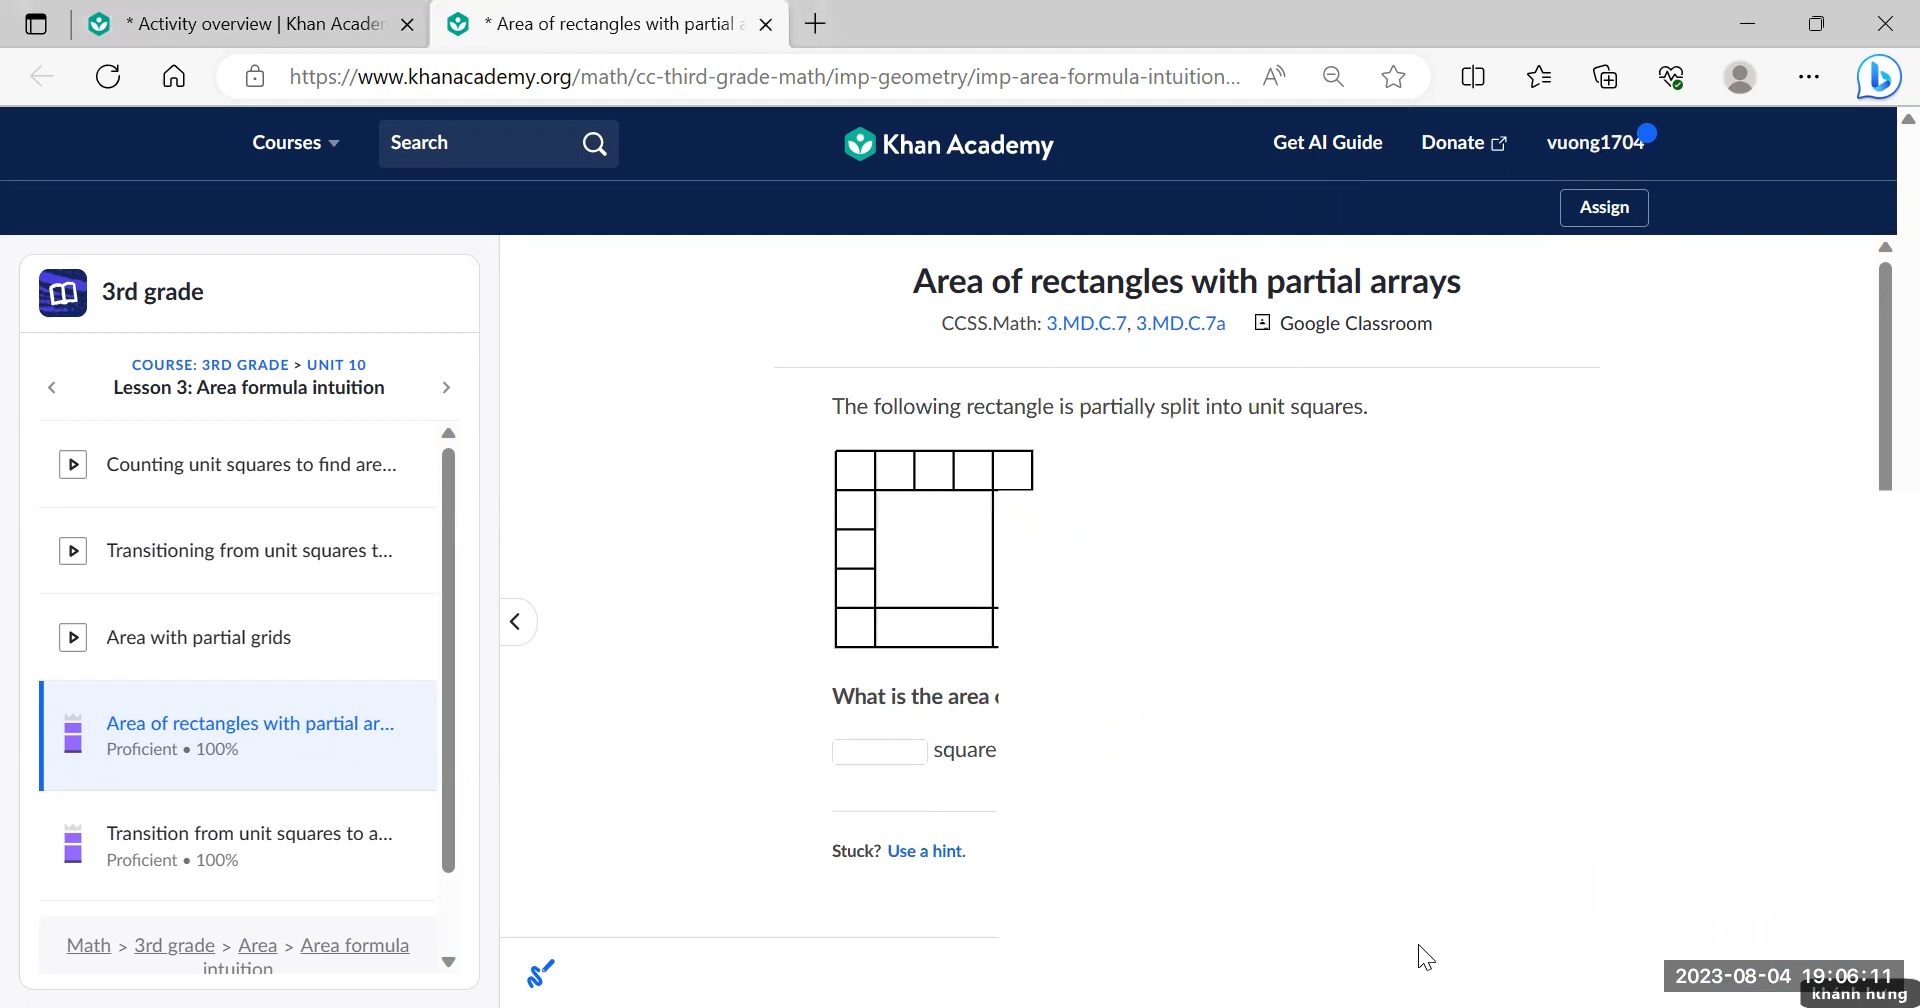 * Activity overview | Khan Acade
* Area of rectangles with partial
https://www.khanacademy.org/math/cc-third-grade-math/imp-geometry/imp-area-formula-intuition...
Courses
Search
Khan Academy
Get AI Guide
Donate
vuong1704
Assign
3rd grade
COURSE: 3RD GRADE > UNIT 10
Lesson 3: Area formula intuition
Counting unit squares to find are...
Transitioning from unit squares t...
Area with partial grids
Area of rectangles with partial ar...
Proficient • 100%
Transition from unit squares to a...
Proficient • 100%
Math > 3rd grade > Area > Area formula
intuition
Area of rectangles with partial arrays
CCSS.Math: 3.MD.C.7, 3.MD.C.7a
Google Classroom
The following rectangle is partially split into unit squares.
What is the area
square
Stuck? Use a hint.
2023-08-04 19:06:11
khánh hưng